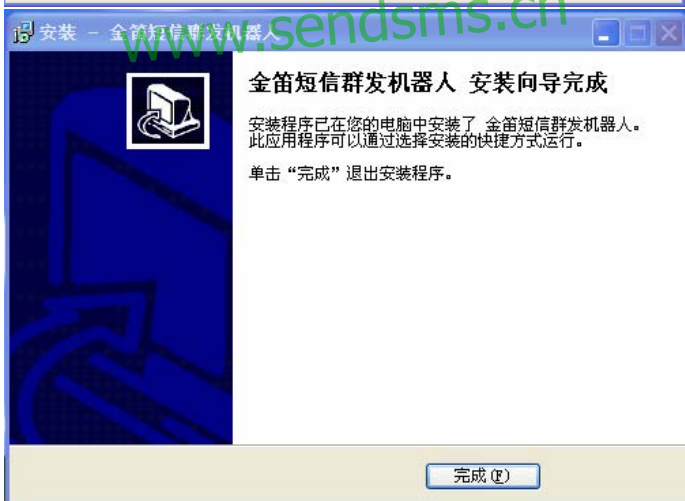 www.sendsms.cn
安装 - 金笛短信群发机器人
金笛短信群发机器人 安装向导完成
安装程序已在您的电脑中安装了 金笛短信群发机器人。
此应用程序可以通过选择安装的快捷方式运行。
单击“完成”退出安装程序。
完成(F)